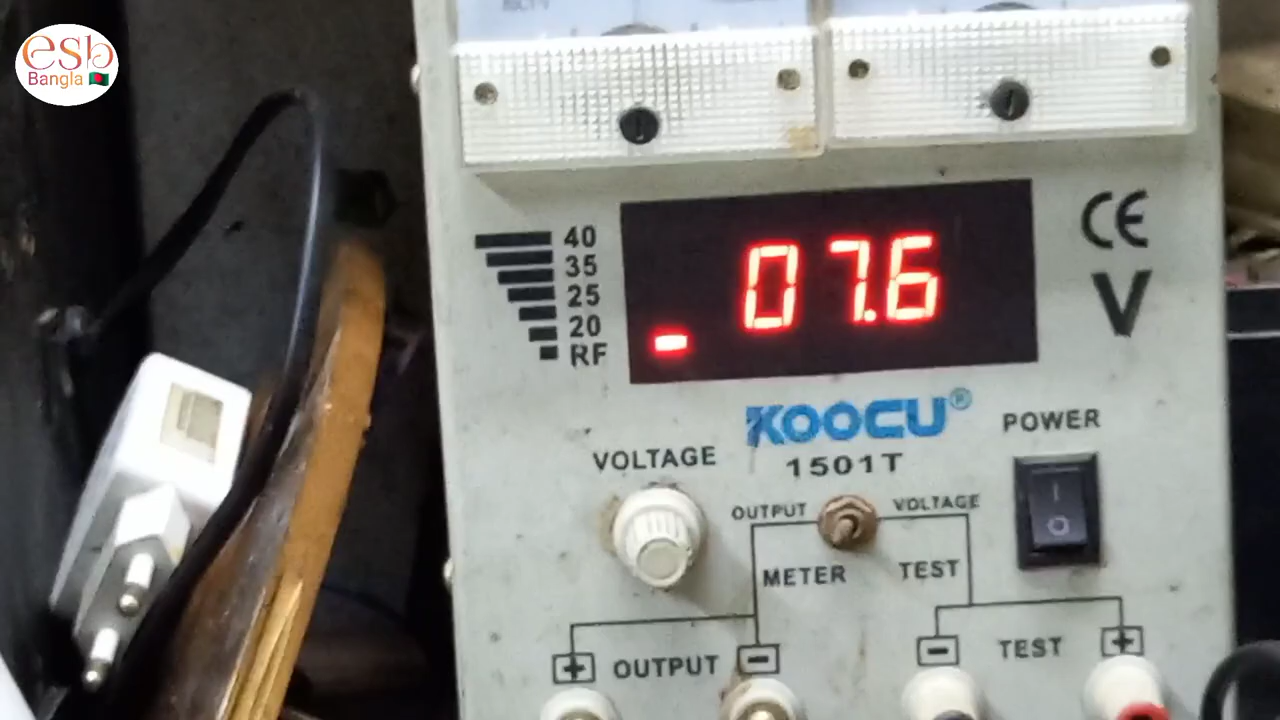 esb
Bangla
40
35
25
20
RF
07.6
CE
V
KOOCU®
1501T
POWER
VOLTAGE
OUTPUT
VOLTAGE
METER
TEST
+ OUTPUT -
- TEST +